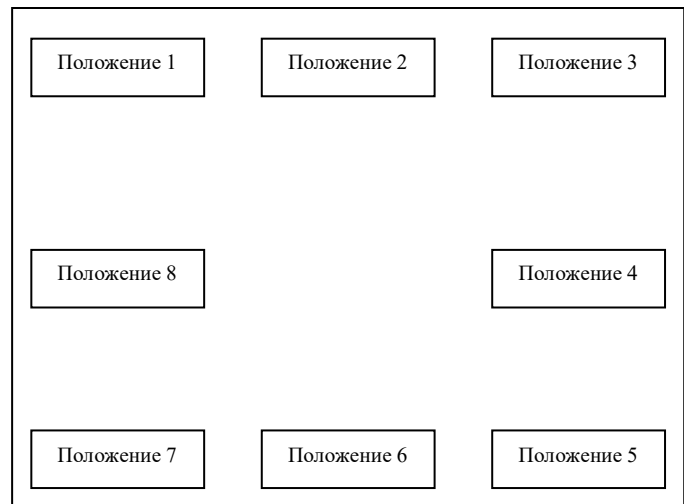 Положение 1
Положение 2
Положение 3
Положение 8
Положение 4
Положение 7
Положение 6
Положение 5